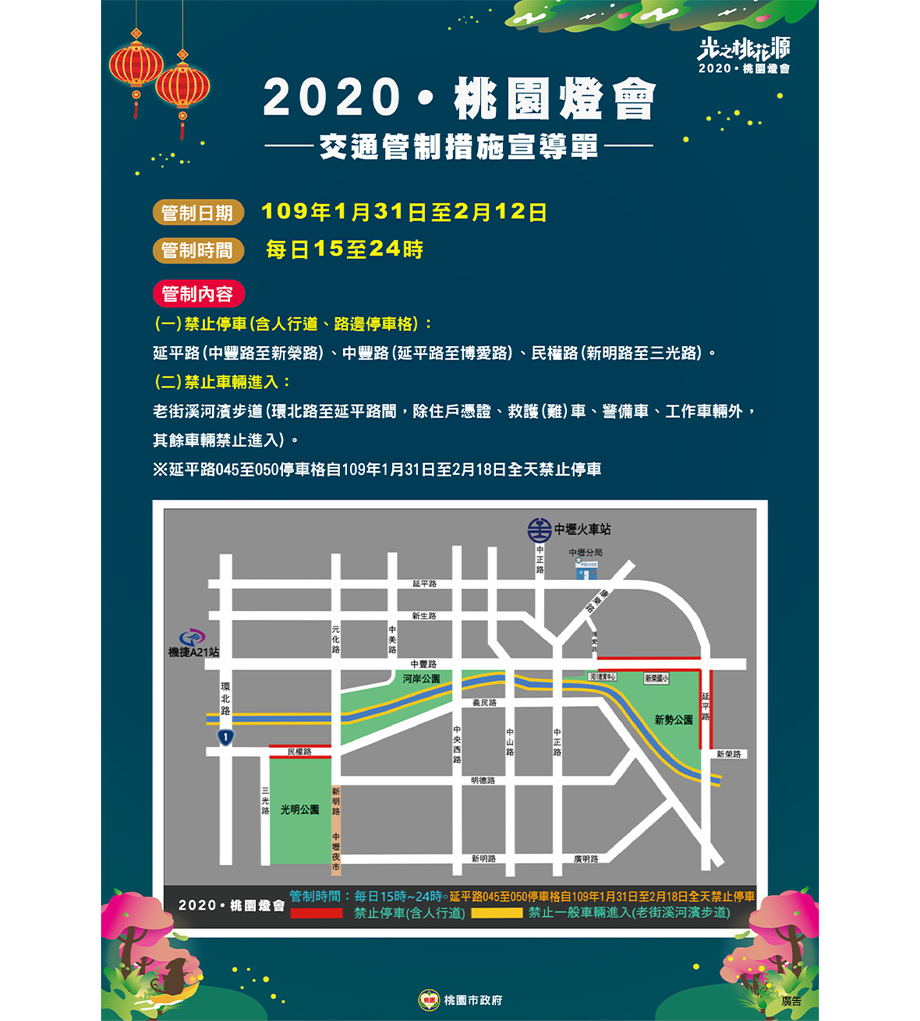 光之桃花源
2020•桃園燈會
2020•桃園燈會
交通管制措施宣導單
管制日期 109年1月31日至2月12日
管制時間 每日15至24時
管制內容
(一)禁止停車(含人行道、路邊停車格)：
延平路(中豐路至新榮路)、中豐路(延平路至博愛路)、民權路(新明路至三光路)。
(二)禁止車輛進入：
老街溪河濱步道(環北路至延平路間，除住戶憑證、救護(難)車、警備車、工作車輛外，
其餘車輛禁止進入)。
※延平路045至050停車格自109年1月31日至2月18日全天禁止停車
中壢火車站
中正路
中壢分局
POLICE
延平路
新生路
元化路
中美路
博愛路
機捷A21站
中豐路
河岸公園
新榮國小
環北路
義民路
新勢公園
延平路
1
民權路
中央西路
中山路
中正路
新榮路
三光路
光明公園
新明路
中壢夜市
明德路
新明路
廣明路
2020•桃園燈會
管制時間：每日15時~24時。延平路045至050停車格自109年1月31日至2月18日全天禁止停車
禁止停車(含人行道)
禁止一般車輛進入(老街溪河濱步道)
桃園
桃園市政府
廣告